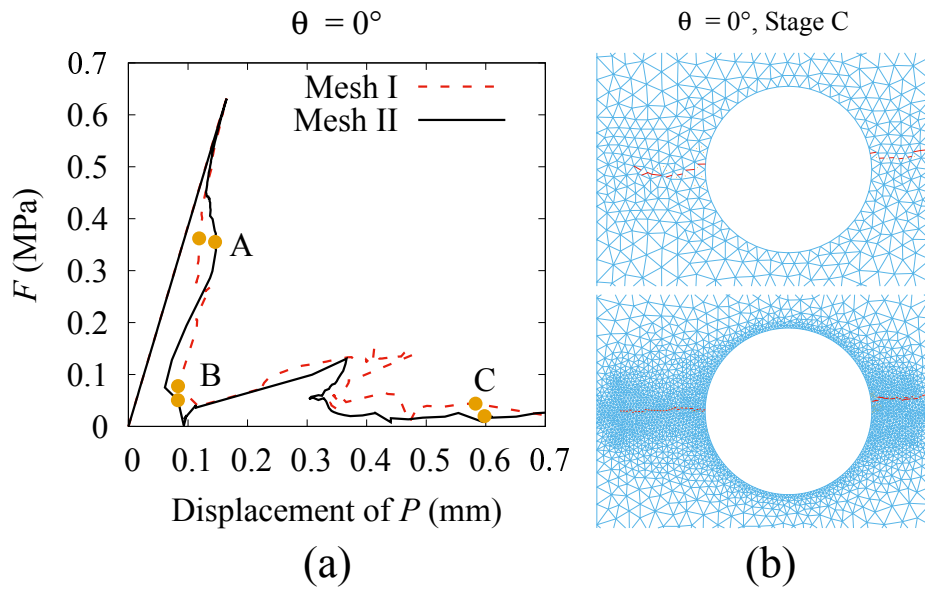 θ = 0°
θ = 0°, Stage C
0.7
0.6
0.5
0.4
0.3
0.2
0.1
0
F (MPa)
Mesh I
Mesh II
A
B
C
0 0.1 0.2 0.3 0.4 0.5 0.6 0.7
Displacement of P (mm)
(a)
(b)